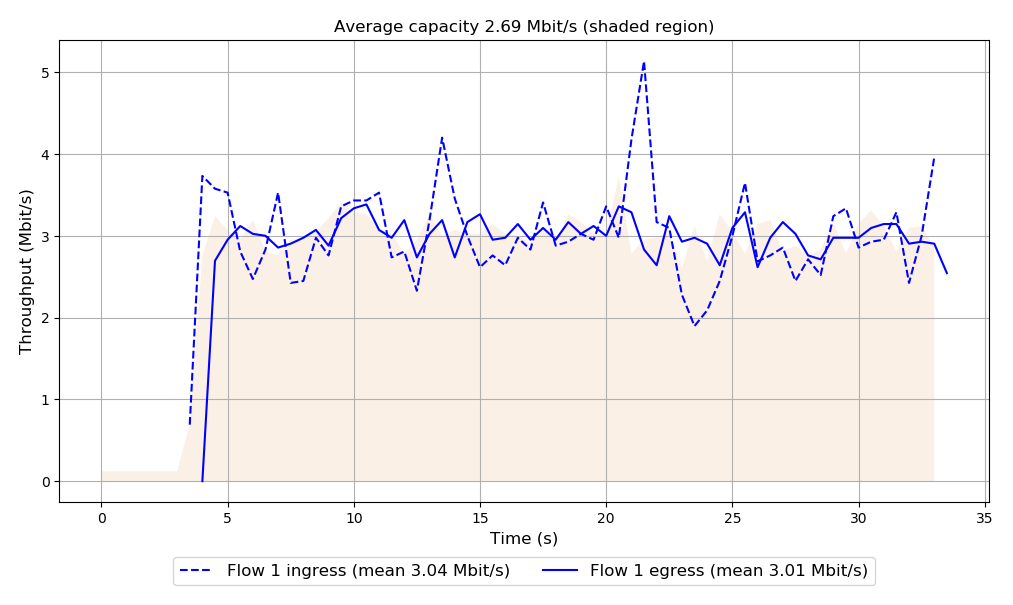 Average capacity 2.69 Mbit/s (shaded region)
Throughput (Mbit/s)
5
4
3
2
1
0
0 5 10 15 20 25 30 35
Time (s)
Flow 1 ingress (mean 3.04 Mbit/s) Flow 1 egress (mean 3.01 Mbit/s)